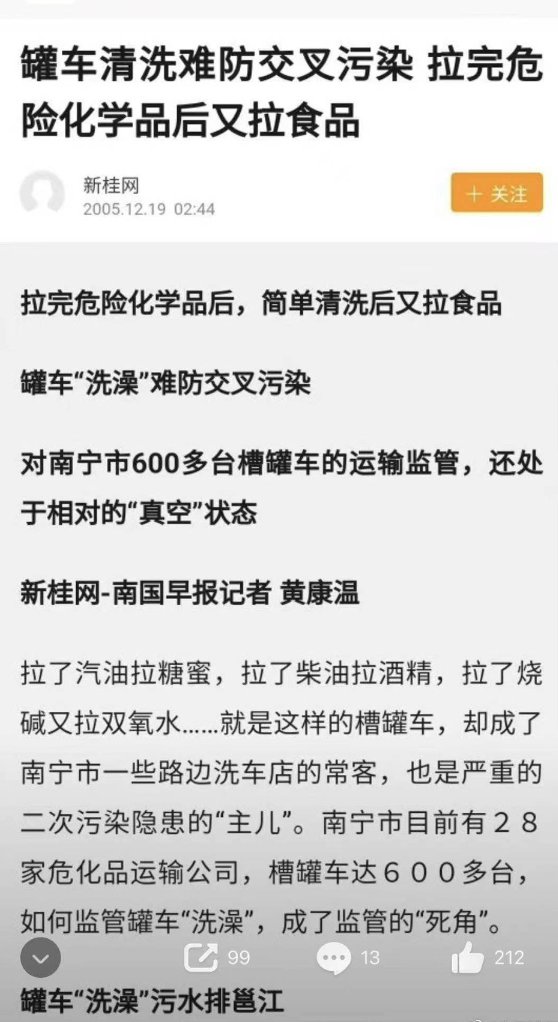 罐车清洗难防交叉污染 拉完危
险化学品后又拉食品
新桂网
2005.12.19 02:44
＋ 关注
拉完危险化学品后，简单清洗后又拉食品
罐车“洗澡”难防交叉污染
对南宁市600多台槽罐车的运输监管，还处
于相对的“真空”状态
新桂网-南国早报记者 黄康温
拉了汽油拉糖蜜，拉了柴油拉酒精，拉了烧
碱又拉双氧水......就是这样的槽罐车，却成了
南宁市一些路边洗车店的常客，也是严重的
二次污染隐患的“主儿”。南宁市目前有２８
家危化品运输公司，槽罐车达６００多台，
如何监管罐车“洗澡”，成了监管的“死角”。
99
13
212
罐车“洗澡”污水排邕江